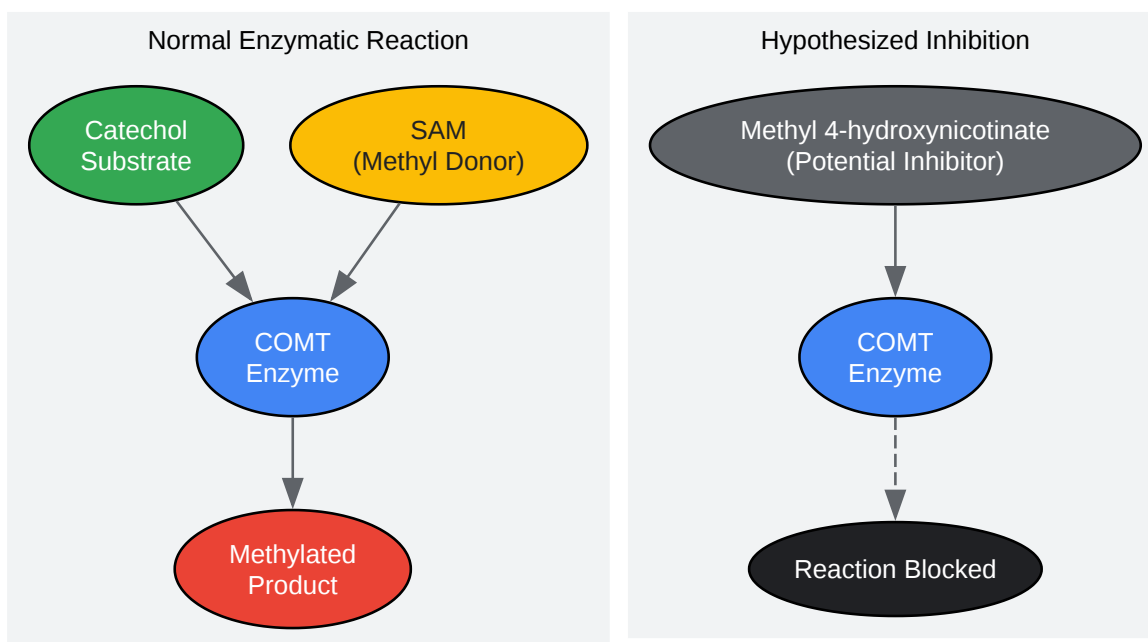 Normal Enzymatic Reaction
Catechol
Substrate
SAM
(Methyl Donor)
COMT
Enzyme
Methylated
Product
Hypothesized Inhibition
Methyl 4-hydroxynicotinate
(Potential Inhibitor)
COMT
Enzyme
Reaction Blocked